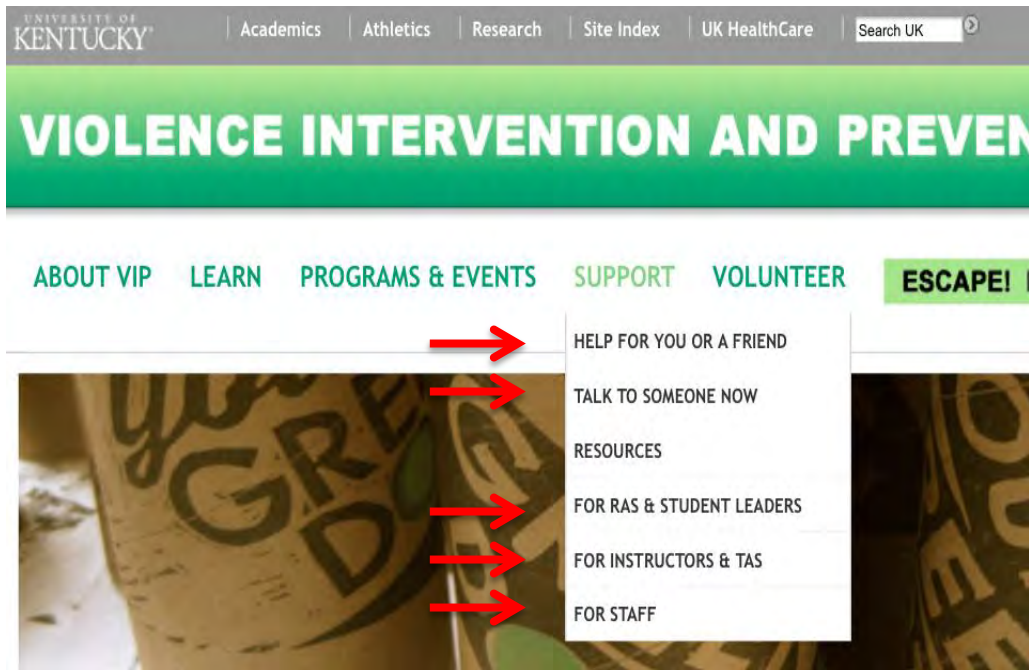 UNIVERSITY OF
KENTUCKY
Academics Athletics Research Site Index UK HealthCare Search UK
VIOLENCE INTERVENTION AND PREVEN
ABOUT VIP LEARN PROGRAMS & EVENTS SUPPORT VOLUNTEER ESCAPE!
HELP FOR YOU OR A FRIEND
TALK TO SOMEONE NOW
RESOURCES
FOR RAS & STUDENT LEADERS
FOR INSTRUCTORS & TAS
FOR STAFF
you
GRE
D